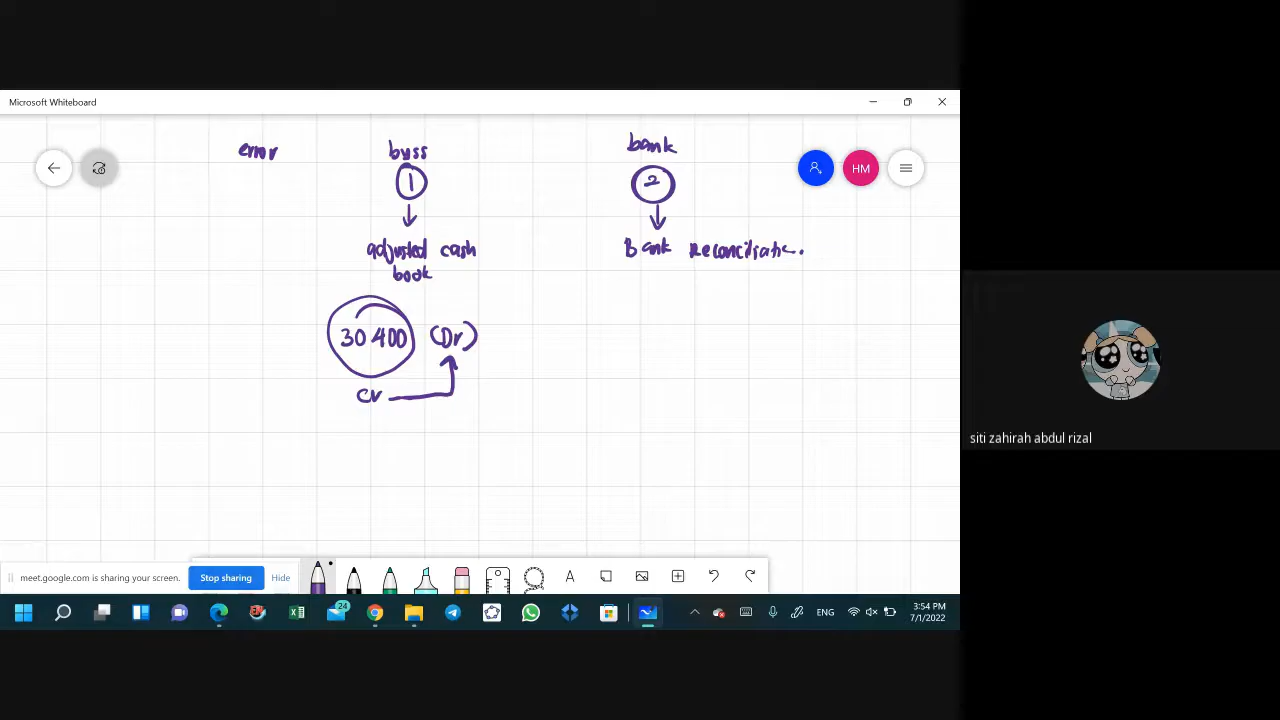 Microsoft Whiteboard
error
byss
bank
1
2
HM
adjusted cash
book
Bank
30 400 (Dr)
cr
siti zahirah abdul rizal
meet.google.com is sharing your screen.
Stop sharing
Hide
A
24
ENG
3:54 PM
7/1/2022